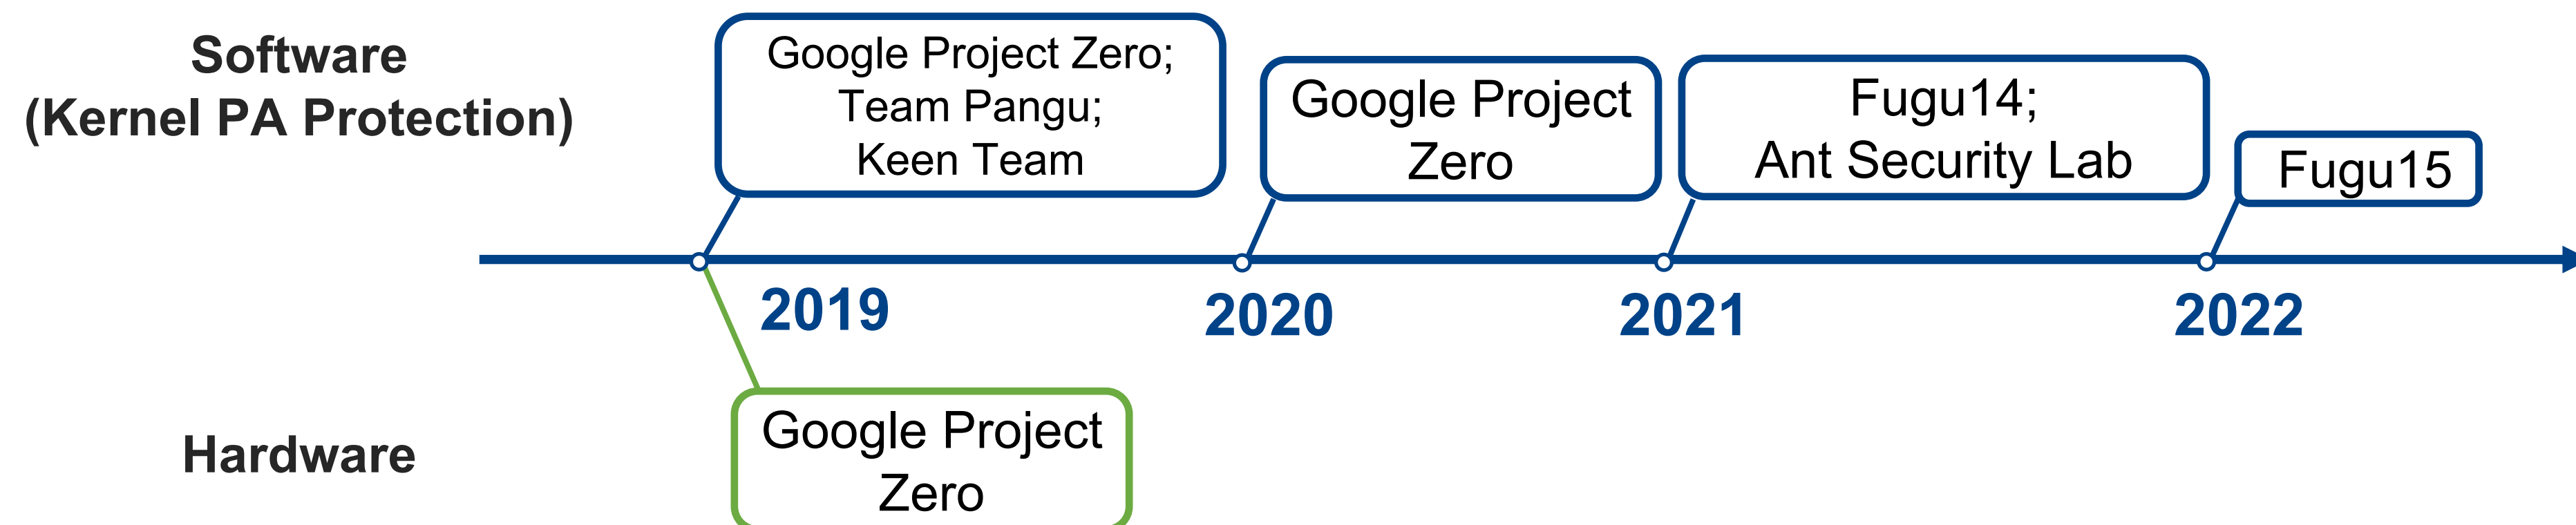 Software
(Kernel PA Protection)
Google Project Zero;
Team Pangu;
Keen Team
Google Project
Zero
Fugu14;
Ant Security Lab
Fugu15
2019
2020
2021
2022
Hardware
Google Project
Zero